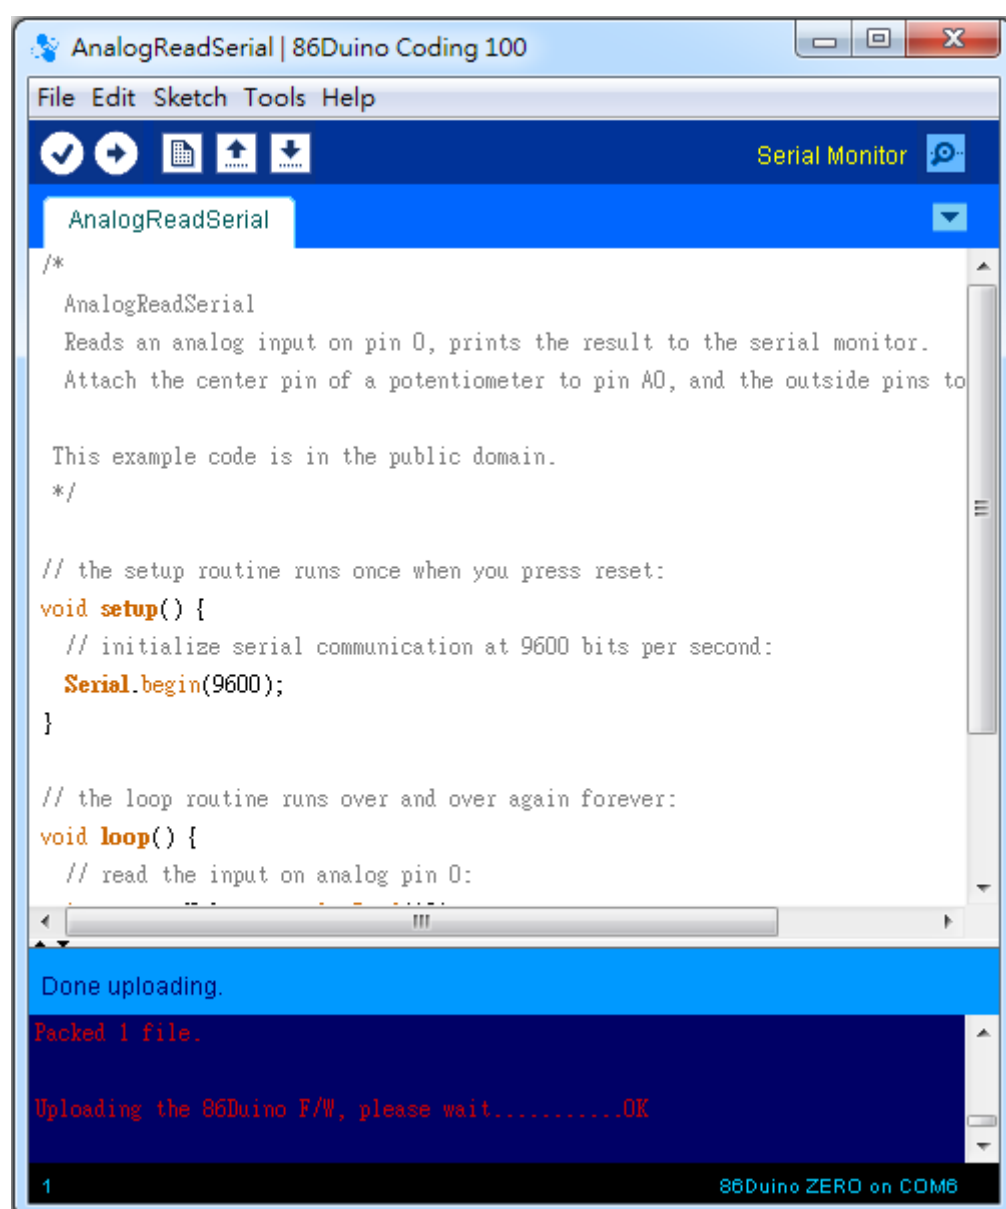 AnalogReadSerial | 86Duino Coding 100
File Edit Sketch Tools Help
Serial Monitor
AnalogReadSerial
/*
AnalogReadSerial
Reads an analog input on pin 0, prints the result to the serial monitor.
Attach the center pin of a potentiometer to pin A0, and the outside pins to
This example code is in the public domain.
*/
// the setup routine runs once when you press reset:
void setup() {
// initialize serial communication at 9600 bits per second:
Serial.begin(9600);
}
// the loop routine runs over and over again forever:
void loop() {
// read the input on analog pin 0:
Done uploading.
Packed 1 file.
Uploading the 86Duino F/W, please wait...........OK
1 86Duino ZERO on COM6